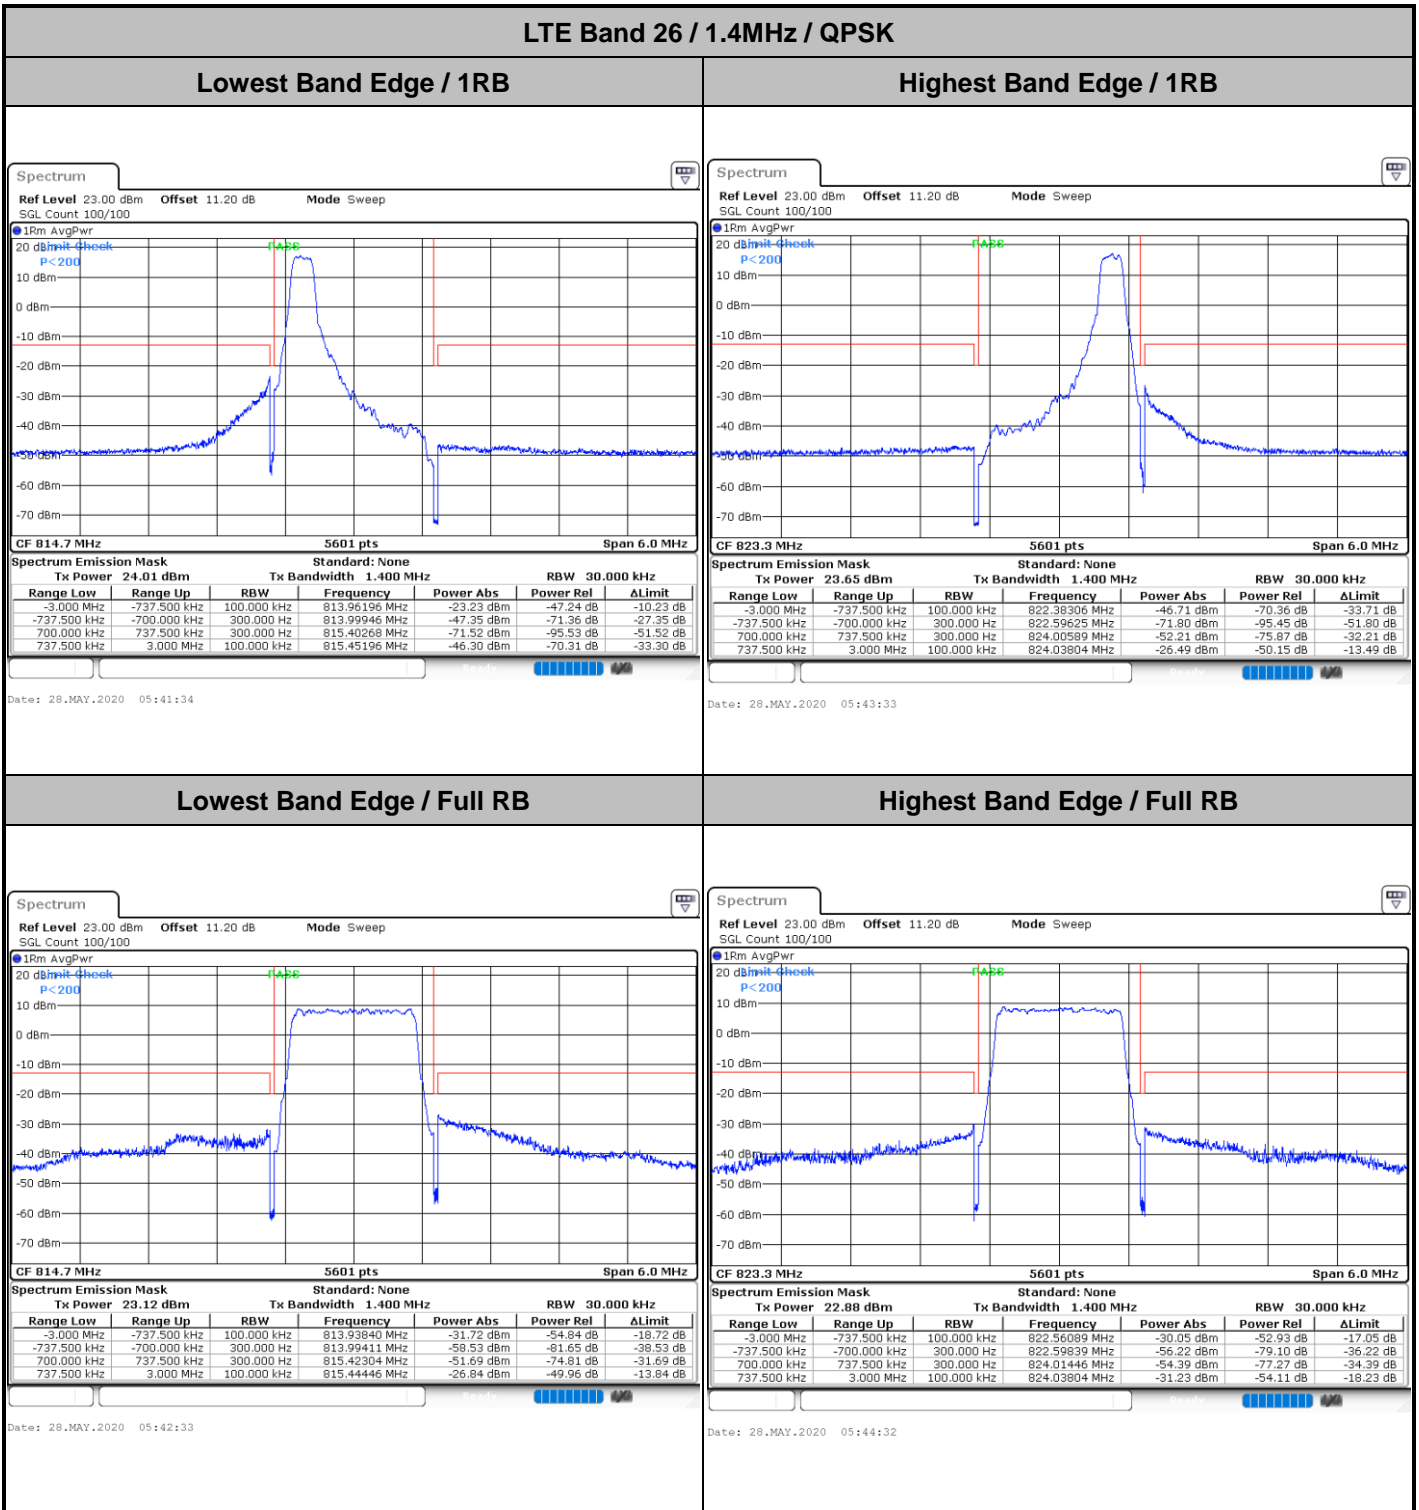 LTE Band 26 / 1.4MHz / QPSK
Lowest Band Edge / 1RB
Highest Band Edge / 1RB
Spectrum
Ref Level 23.00 dBm Offset 11.20 dB Mode Sweep
SGL Count 100/100
1Rm AvgPwr
20 dBm
Limit Check
PASS
P<200
10 dBm
0 dBm
-10 dBm
-20 dBm
-30 dBm
-40 dBm
-50 dBm
-60 dBm
-70 dBm
CF 814.7 MHz 5601 pts Span 6.0 MHz
Spectrum Emission Mask Standard: None
Tx Power 24.01 dBm Tx Bandwidth 1.400 MHz RBW 30.000 kHz
Range Low Range Up RBW Frequency Power Abs Power Rel ΔLimit
-3.000 MHz -737.500 kHz 100.000 kHz 813.96196 MHz -23.23 dBm -47.24 dB -10.23 dB
-737.500 kHz -700.000 kHz 300.000 Hz 813.99946 MHz -47.35 dBm -71.36 dB -27.35 dB
700.000 kHz 737.500 kHz 300.000 Hz 815.40268 MHz -71.52 dBm -95.53 dB -51.52 dB
737.500 kHz 3.000 MHz 100.000 kHz 815.45196 MHz -46.30 dBm -70.31 dB -33.30 dB
Date: 28.MAY.2020 05:41:34
Spectrum
Ref Level 23.00 dBm Offset 11.20 dB Mode Sweep
SGL Count 100/100
1Rm AvgPwr
20 dBm
Limit Check
PASS
P<200
10 dBm
0 dBm
-10 dBm
-20 dBm
-30 dBm
-40 dBm
-50 dBm
-60 dBm
-70 dBm
CF 823.3 MHz 5601 pts Span 6.0 MHz
Spectrum Emission Mask Standard: None
Tx Power 23.65 dBm Tx Bandwidth 1.400 MHz RBW 30.000 kHz
Range Low Range Up RBW Frequency Power Abs Power Rel ΔLimit
-3.000 MHz -737.500 kHz 100.000 kHz 822.38306 MHz -46.71 dBm -70.36 dB -33.71 dB
-737.500 kHz -700.000 kHz 300.000 Hz 822.59625 MHz -71.80 dBm -95.45 dB -51.80 dB
700.000 kHz 737.500 kHz 300.000 Hz 824.00589 MHz -52.21 dBm -75.87 dB -32.21 dB
737.500 kHz 3.000 MHz 100.000 kHz 824.03804 MHz -26.49 dBm -50.15 dB -13.49 dB
Date: 28.MAY.2020 05:43:33
Lowest Band Edge / Full RB
Highest Band Edge / Full RB
Spectrum
Ref Level 23.00 dBm Offset 11.20 dB Mode Sweep
SGL Count 100/100
1Rm AvgPwr
20 dBm
Limit Check
PASS
P<200
10 dBm
0 dBm
-10 dBm
-20 dBm
-30 dBm
-40 dBm
-50 dBm
-60 dBm
-70 dBm
CF 814.7 MHz 5601 pts Span 6.0 MHz
Spectrum Emission Mask Standard: None
Tx Power 23.12 dBm Tx Bandwidth 1.400 MHz RBW 30.000 kHz
Range Low Range Up RBW Frequency Power Abs Power Rel ΔLimit
-3.000 MHz -737.500 kHz 100.000 kHz 813.93840 MHz -31.72 dBm -54.84 dB -18.72 dB
-737.500 kHz -700.000 kHz 300.000 Hz 813.99411 MHz -58.53 dBm -81.65 dB -38.53 dB
700.000 kHz 737.500 kHz 300.000 Hz 815.42304 MHz -51.69 dBm -74.81 dB -31.69 dB
737.500 kHz 3.000 MHz 100.000 kHz 815.44446 MHz -26.84 dBm -49.96 dB -13.84 dB
Date: 28.MAY.2020 05:42:33
Spectrum
Ref Level 23.00 dBm Offset 11.20 dB Mode Sweep
SGL Count 100/100
1Rm AvgPwr
20 dBm
Limit Check
PASS
P<200
10 dBm
0 dBm
-10 dBm
-20 dBm
-30 dBm
-40 dBm
-50 dBm
-60 dBm
-70 dBm
CF 823.3 MHz 5601 pts Span 6.0 MHz
Spectrum Emission Mask Standard: None
Tx Power 22.88 dBm Tx Bandwidth 1.400 MHz RBW 30.000 kHz
Range Low Range Up RBW Frequency Power Abs Power Rel ΔLimit
-3.000 MHz -737.500 kHz 100.000 kHz 822.56089 MHz -30.05 dBm -52.93 dB -17.05 dB
-737.500 kHz -700.000 kHz 300.000 Hz 822.59839 MHz -56.22 dBm -79.10 dB -36.22 dB
700.000 kHz 737.500 kHz 300.000 Hz 824.01446 MHz -54.39 dBm -77.27 dB -34.39 dB
737.500 kHz 3.000 MHz 100.000 kHz 824.03804 MHz -31.23 dBm -54.11 dB -18.23 dB
Date: 28.MAY.2020 05:44:32